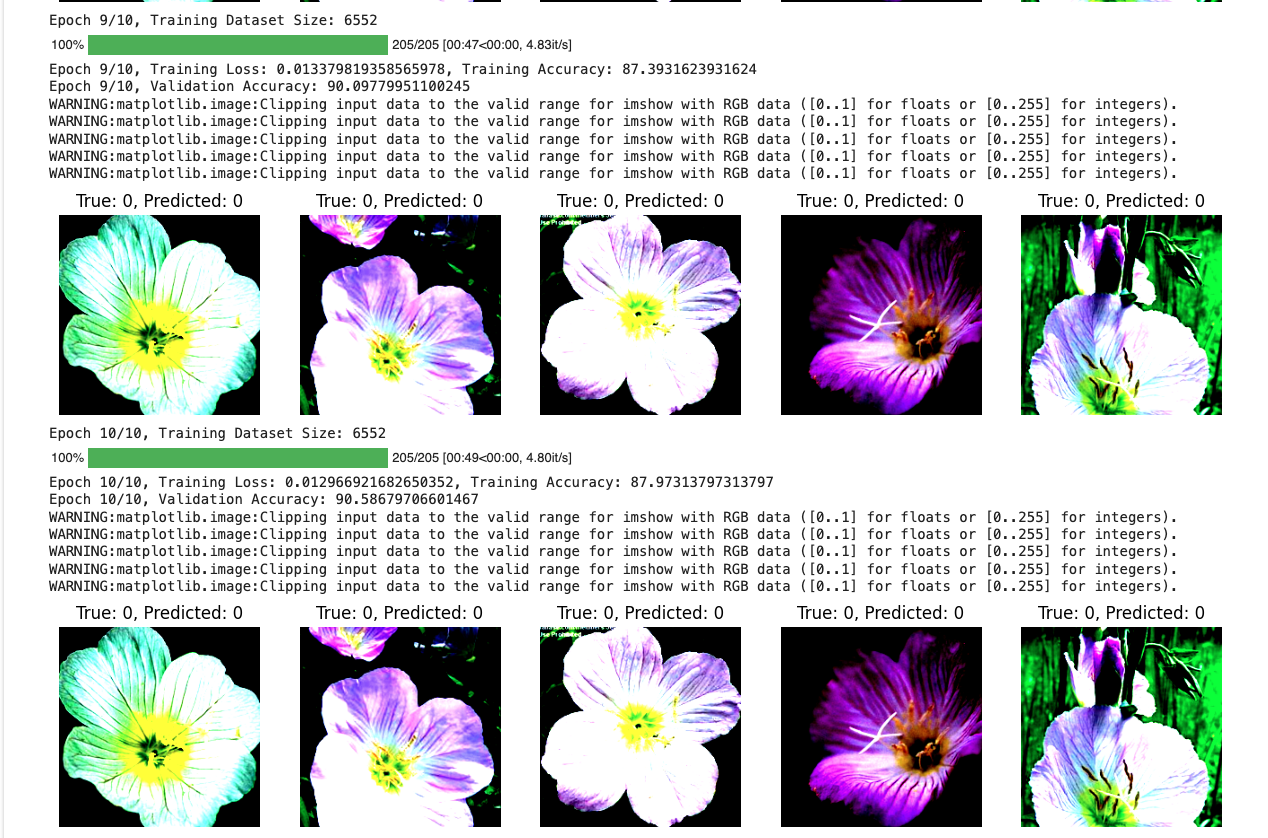 Epoch 9/10, Training Dataset Size: 6552
100% 205/205 [00:47<00:00, 4.83it/s]
Epoch 9/10, Training Loss: 0.013379819358565978, Training Accuracy: 87.3931623931624
Epoch 9/10, Validation Accuracy: 90.09779951100245
WARNING:matplotlib.image:Clipping input data to the valid range for imshow with RGB data ([0..1] for floats or [0..255] for integers).
WARNING:matplotlib.image:Clipping input data to the valid range for imshow with RGB data ([0..1] for floats or [0..255] for integers).
WARNING:matplotlib.image:Clipping input data to the valid range for imshow with RGB data ([0..1] for floats or [0..255] for integers).
WARNING:matplotlib.image:Clipping input data to the valid range for imshow with RGB data ([0..1] for floats or [0..255] for integers).
WARNING:matplotlib.image:Clipping input data to the valid range for imshow with RGB data ([0..1] for floats or [0..255] for integers).
True: 0, Predicted: 0 True: 0, Predicted: 0 True: 0, Predicted: 0 True: 0, Predicted: 0 True: 0, Predicted: 0
Epoch 10/10, Training Dataset Size: 6552
100% 205/205 [00:49<00:00, 4.80it/s]
Epoch 10/10, Training Loss: 0.012966921682650352, Training Accuracy: 87.97313797313797
Epoch 10/10, Validation Accuracy: 90.58679706601467
WARNING:matplotlib.image:Clipping input data to the valid range for imshow with RGB data ([0..1] for floats or [0..255] for integers).
WARNING:matplotlib.image:Clipping input data to the valid range for imshow with RGB data ([0..1] for floats or [0..255] for integers).
WARNING:matplotlib.image:Clipping input data to the valid range for imshow with RGB data ([0..1] for floats or [0..255] for integers).
WARNING:matplotlib.image:Clipping input data to the valid range for imshow with RGB data ([0..1] for floats or [0..255] for integers).
WARNING:matplotlib.image:Clipping input data to the valid range for imshow with RGB data ([0..1] for floats or [0..255] for integers).
True: 0, Predicted: 0 True: 0, Predicted: 0 True: 0, Predicted: 0 True: 0, Predicted: 0 True: 0, Predicted: 0